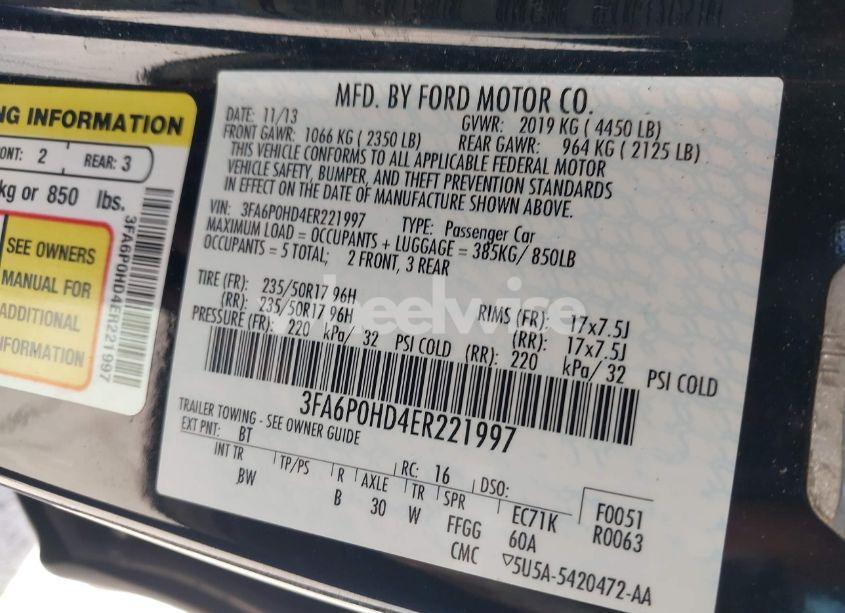 NG INFORMATION
ONT: 2 REAR: 3
kg or 850 lbs.
SEE OWNERS
MANUAL FOR
ADDITIONAL
INFORMATION
3FA6P0HD4ER221997
MFD. BY FORD MOTOR CO.
DATE: 11/13 GVWR: 2019 KG ( 4450 LB)
FRONT GAWR: 1066 KG ( 2350 LB) REAR GAWR: 964 KG ( 2125 LB)
THIS VEHICLE CONFORMS TO ALL APPLICABLE FEDERAL MOTOR
VEHICLE SAFETY, BUMPER, AND THEFT PREVENTION STANDARDS
IN EFFECT ON THE DATE OF MANUFACTURE SHOWN ABOVE.
VIN: 3FA6P0HD4ER221997 TYPE: Passenger Car
MAXIMUM LOAD = OCCUPANTS + LUGGAGE = 385KG/ 850LB
OCCUPANTS = 5 TOTAL; 2 FRONT, 3 REAR
TIRE (FR): 235/50R17 96H RIMS (FR): 17x7.5J
(RR): 235/50R17 96H (RR): 17x7.5J
PRESSURE (FR): 220 kPa/ 32 PSI COLD (RR): 220 kPa/ 32 PSI COLD
wheelwise
3FA6P0HD4ER221997
TRAILER TOWING - SEE OWNER GUIDE
EXT PNT: BT RC: 16 DSO:
INT TR TP/PS R AXLE TR SPR EC71K F0051
BW B 30 W FFGG 60A R0063
CMC ▽5U5A-5420472-AA